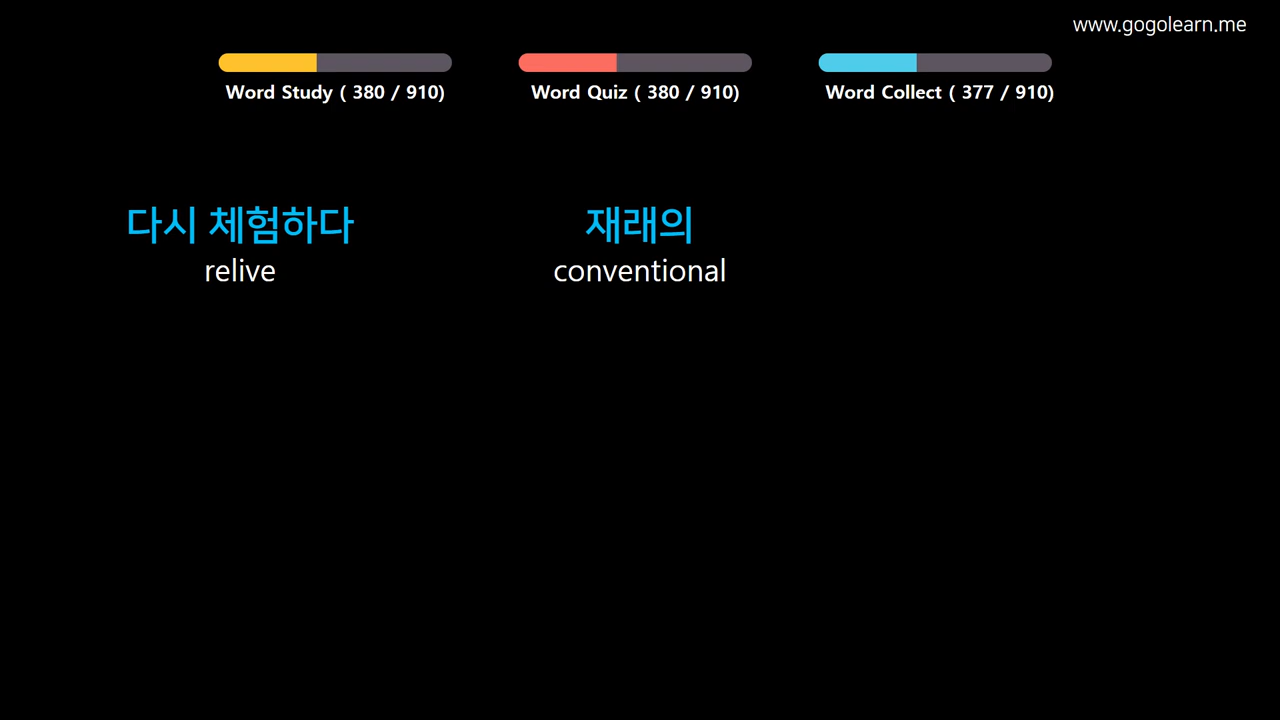 www.gogolearn.me
Word Study ( 380 / 910)
Word Quiz ( 380 / 910)
Word Collect ( 377 / 910)
다시 체험하다
relive
재래의
conventional